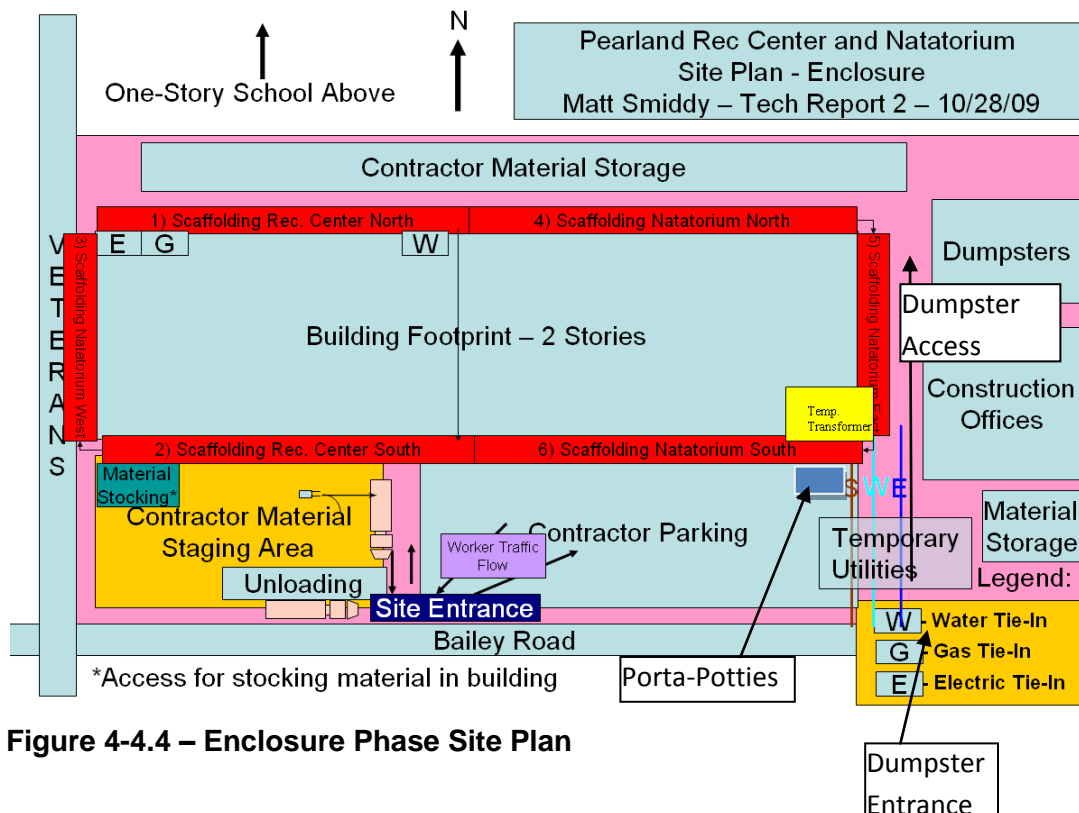 N
One-Story School Above
Pearland Rec Center and Natatorium
Site Plan - Enclosure
Matt Smiddy – Tech Report 2 – 10/28/09
Contractor Material Storage
1) Scaffolding Rec. Center North
4) Scaffolding Natatorium North
VETERANS
3) Scaffolding Natatorium West
E
G
W
5) Scaffolding Natatorium East
Dumpsters
Dumpster
Access
Building Footprint – 2 Stories
Construction
Offices
Temp.
Transformer
2) Scaffolding Rec. Center South
6) Scaffolding Natatorium South
Material
Stocking*
S
W
E
Contractor Material
Staging Area
Contractor Parking
Worker Traffic
Flow
Temporary
Utilities
Material
Storage
Unloading
Legend:
Site Entrance
W - Water Tie-In
Bailey Road
G - Gas Tie-In
*Access for stocking material in building
Porta-Potties
E - Electric Tie-In
Figure 4-4.4 – Enclosure Phase Site Plan
Dumpster
Entrance